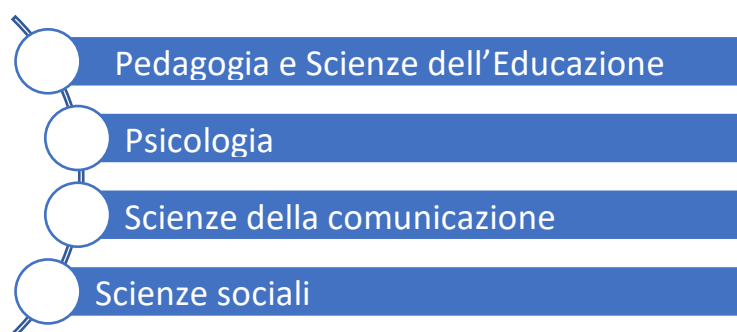 Pedagogia e Scienze dell’Educazione
Psicologia
Scienze della comunicazione
Scienze sociali